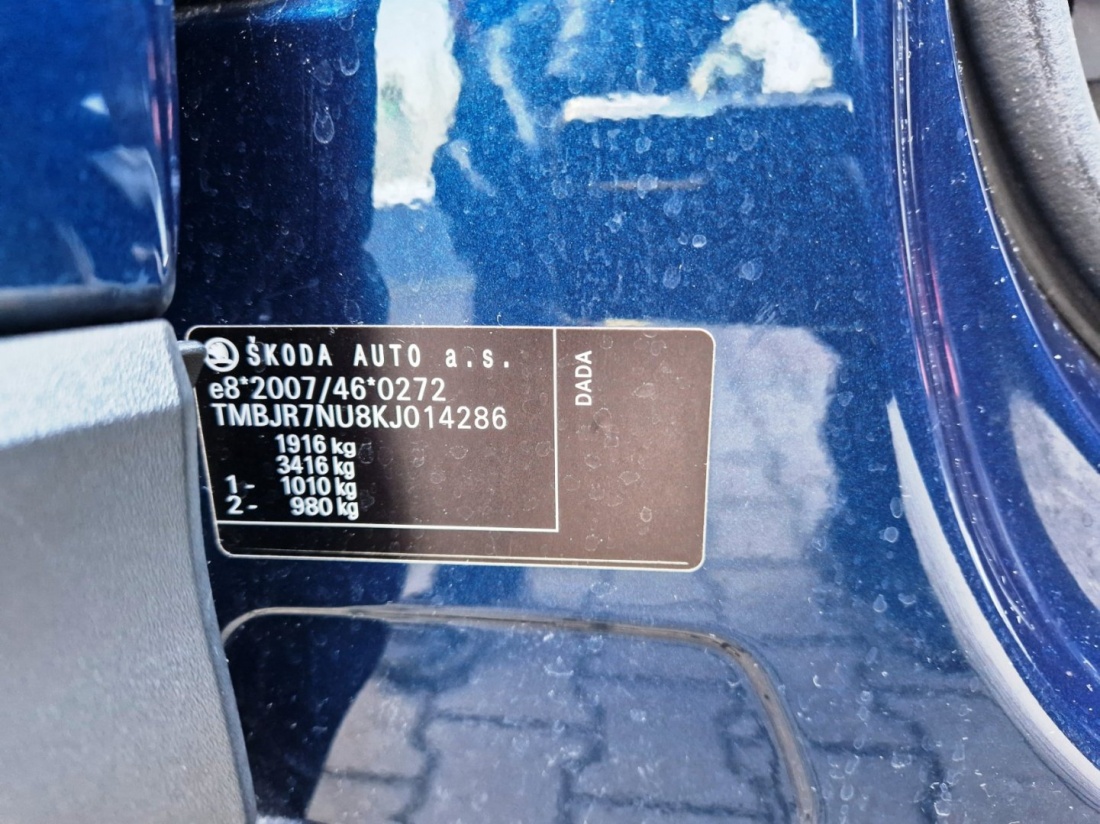 ŠKODA AUTO a.s.
e8*2007/46*0272
TMBJR7NU8KJ014286
1916 kg
3416 kg
1- 1010 kg
2- 980 kg
DADA